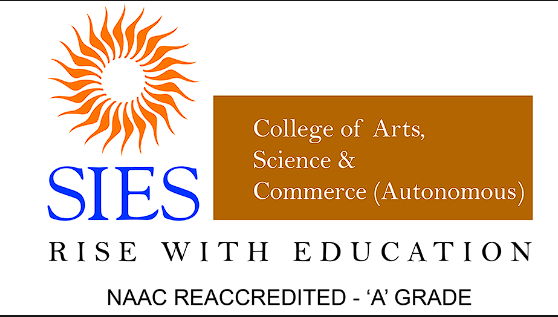 SIES
College of Arts,
Science &
Commerce (Autonomous)
RISE WITH EDUCATION
NAAC REACCREDITED - ‘A’ GRADE